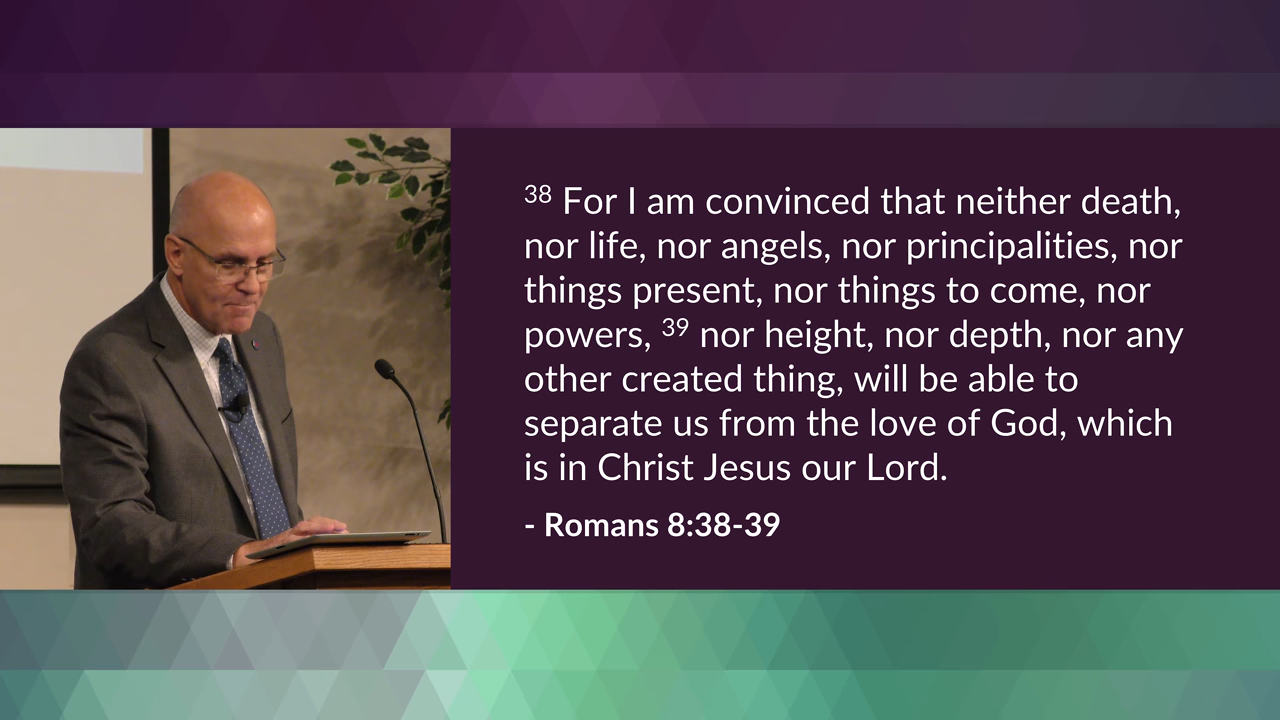 38 For I am convinced that neither death,
nor life, nor angels, nor principalities, nor
things present, nor things to come, nor
powers, 39 nor height, nor depth, nor any
other created thing, will be able to
separate us from the love of God, which
is in Christ Jesus our Lord.
- Romans 8:38-39